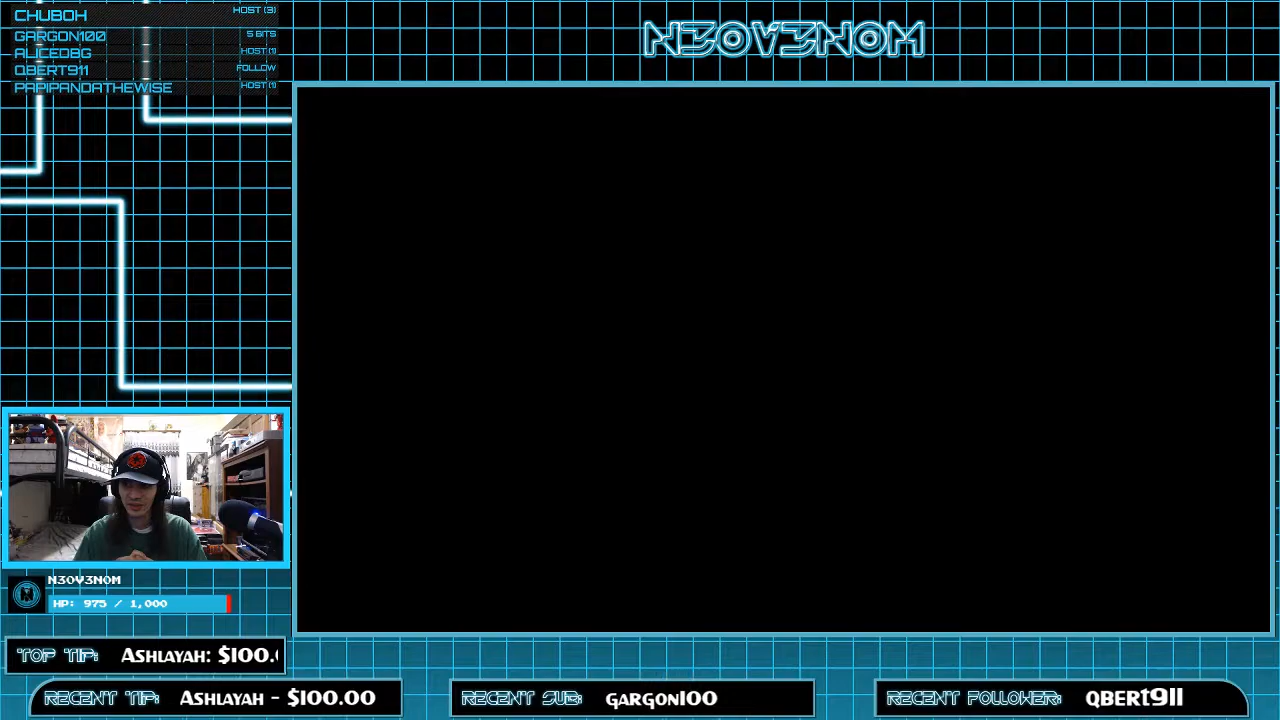 CHUBOH HOST (3)
GARGON100 5 BITS
ALICEDBG HOST (1)
QBERT911 FOLLOW
PAPIPANDATHEWISE HOST (1)
N3OV3NOM
N3OV3NOM
HP: 975 / 1,000
TOP TIP: Ashlayah: $100.
RECENT TIP: Ashlayah - $100.00
RECENT SUB: gargon100
RECENT FOLLOWER: qbert911